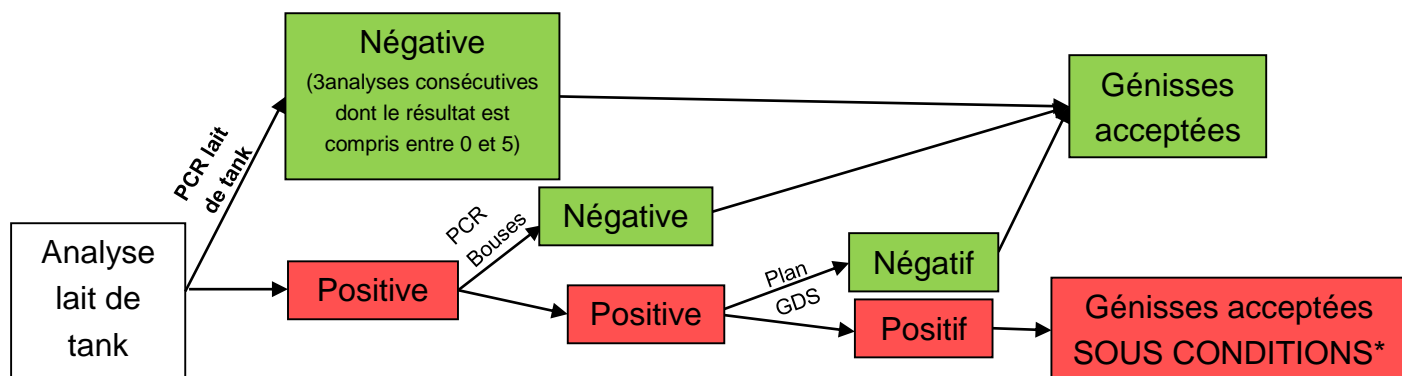 Négative
(3analyses consécutives
dont le résultat est
compris entre 0 et 5)
Génisses
acceptées
PCR lait
de tank
Analyse
lait de
tank
Positive
PCR
Bouses
Négative
Positive
Plan
GDS
Négatif
Positif
Génisses acceptées
SOUS CONDITIONS*